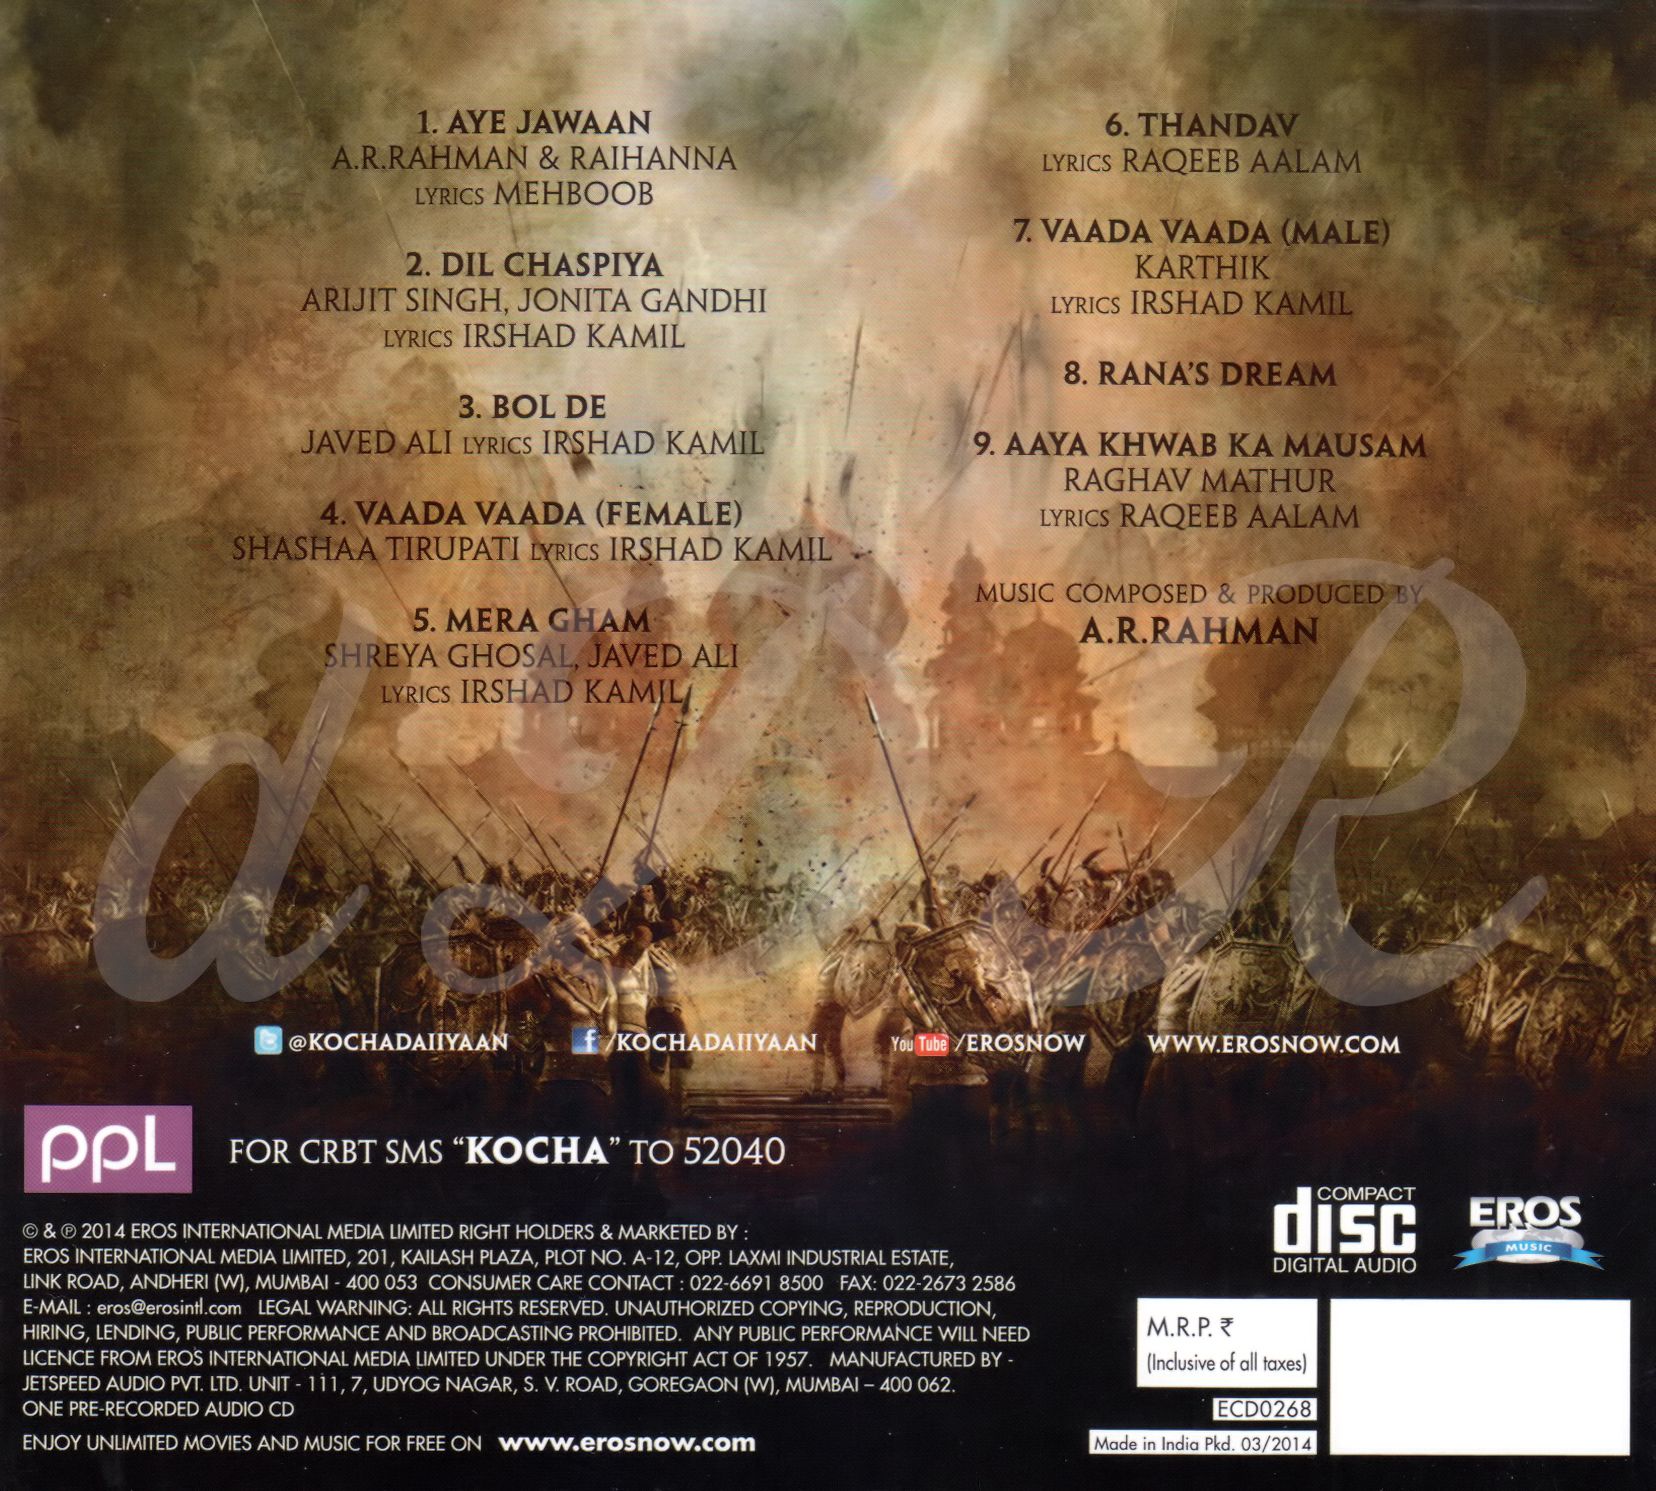 1. AYE JAWAAN
A.R.RAHMAN & RAIHANNA
LYRICS MEHBOOB
2. DIL CHASPIYA
ARIJIT SINGH, JONITA GANDHI
LYRICS IRSHAD KAMIL
3. BOL DE
JAVED ALI LYRICS IRSHAD KAMIL
4. VAADA VAADA (FEMALE)
SHASHAA TIRUPATI LYRICS IRSHAD KAMIL
5. MERA GHAM
SHREYA GHOSAL, JAVED ALI
LYRICS IRSHAD KAMIL
6. THANDAV
LYRICS RAQEEB AALAM
7. VAADA VAADA (MALE)
KARTHIK
LYRICS IRSHAD KAMIL
8. RANA'S DREAM
9. AAYA KHWAB KA MAUSAM
RAGHAV MATHUR
LYRICS RAQEEB AALAM
MUSIC COMPOSED & PRODUCED BY
A.R.RAHMAN
@KOCHADAIIYAAN /KOCHADAIIYAAN You Tube /EROSNOW WWW.EROSNOW.COM
ppl
FOR CRBT SMS "KOCHA" TO 52040
© & ℗ 2014 EROS INTERNATIONAL MEDIA LIMITED RIGHT HOLDERS & MARKETED BY :
EROS INTERNATIONAL MEDIA LIMITED, 201, KAILASH PLAZA, PLOT NO. A-12, OPP. LAXMI INDUSTRIAL ESTATE,
LINK ROAD, ANDHERI (W), MUMBAI - 400 053 CONSUMER CARE CONTACT : 022-6691 8500 FAX: 022-2673 2586
E-MAIL : eros@erosintl.com LEGAL WARNING: ALL RIGHTS RESERVED. UNAUTHORIZED COPYING, REPRODUCTION,
HIRING, LENDING, PUBLIC PERFORMANCE AND BROADCASTING PROHIBITED. ANY PUBLIC PERFORMANCE WILL NEED
LICENCE FROM EROS INTERNATIONAL MEDIA LIMITED UNDER THE COPYRIGHT ACT OF 1957. MANUFACTURED BY -
JETSPEED AUDIO PVT. LTD. UNIT - 111, 7, UDYOG NAGAR, S. V. ROAD, GOREGAON (W), MUMBAI – 400 062.
ONE PRE-RECORDED AUDIO CD
ENJOY UNLIMITED MOVIES AND MUSIC FOR FREE ON www.erosnow.com
COMPACT
disc
DIGITAL AUDIO
EROS
MUSIC
M.R.P. ₹
(Inclusive of all taxes)
ECD0268
Made in India Pkd. 03/2014